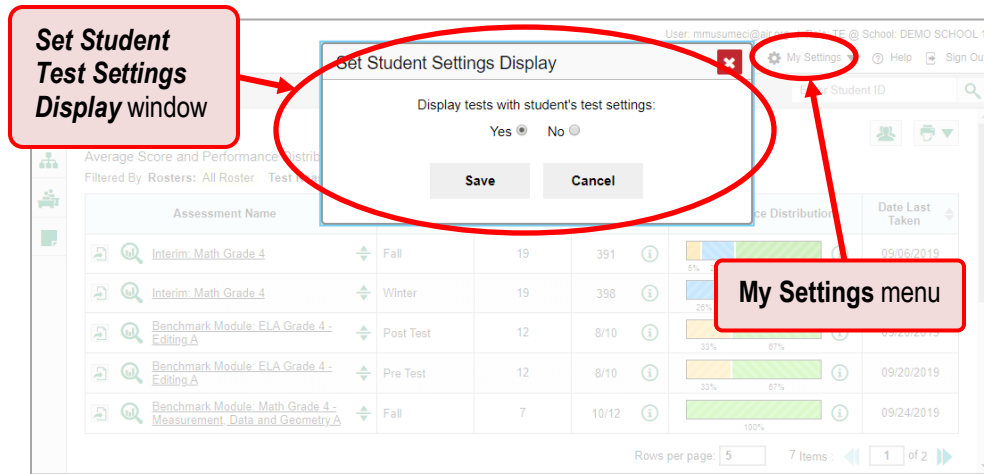 Set Student
Test Settings
Display window
User: mmusumeci@air.org
TE @ School: DEMO SCHOOL 1
My Settings
Help
Sign Out
Set Student Settings Display
Display tests with student's test settings:
Yes No
Save Cancel
Student ID
Average Score and Performance
Filtered By Rosters: All Roster Test
Assessment Name
Distribution
Date Last
Taken
Interim: Math Grade 4 Fall 19 391 09/06/2019
5%
Interim: Math Grade 4 Winter 19 398
26%
My Settings menu
Benchmark Module: ELA Grade 4 -
Editing A
Post Test 12 8/10
33% 67%
Benchmark Module: ELA Grade 4 -
Editing A
Pre Test 12 8/10 09/20/2019
33% 67%
Benchmark Module: Math Grade 4 -
Measurement, Data and Geometry A
Fall 7 10/12 09/24/2019
100%
Rows per page: 5 7 Items : 1 of 2